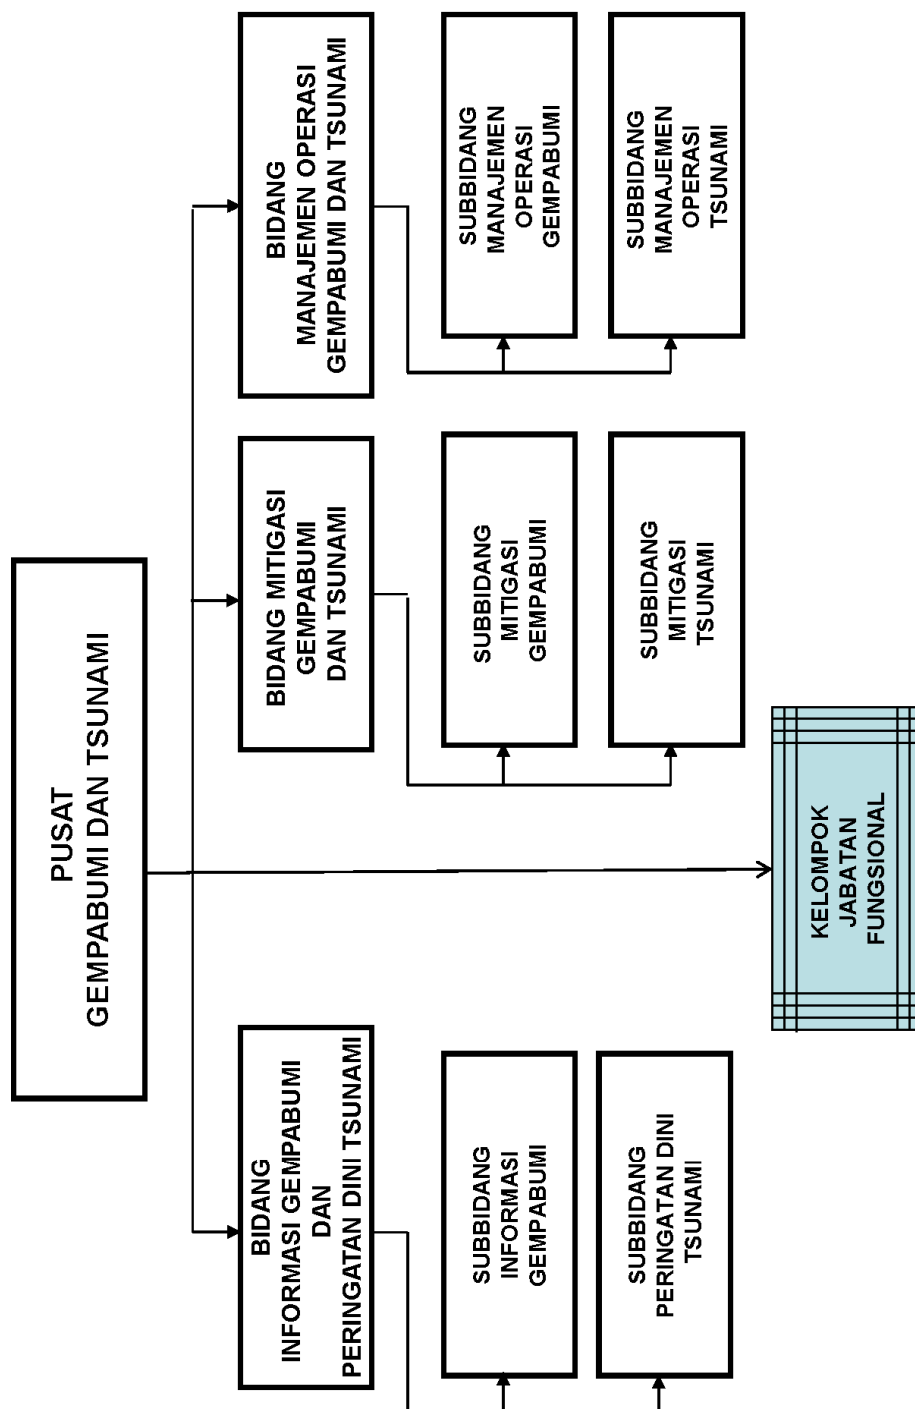 PUSAT
GEMPABUMI DAN TSUNAMI
BIDANG
INFORMASI GEMPABUMI
DAN
PERINGATAN DINI TSUNAMI
BIDANG MITIGASI
GEMPABUMI
DAN TSUNAMI
BIDANG
MANAJEMEN OPERASI
GEMPABUMI DAN TSUNAMI
SUBBIDANG
INFORMASI
GEMPABUMI
SUBBIDANG
MITIGASI
GEMPABUMI
SUBBIDANG
MANAJEMEN
OPERASI
GEMPABUMI
SUBBIDANG
PERINGATAN DINI
TSUNAMI
SUBBIDANG
MITIGASI
TSUNAMI
SUBBIDANG
MANAJEMEN
OPERASI
TSUNAMI
KELOMPOK
JABATAN
FUNGSIONAL